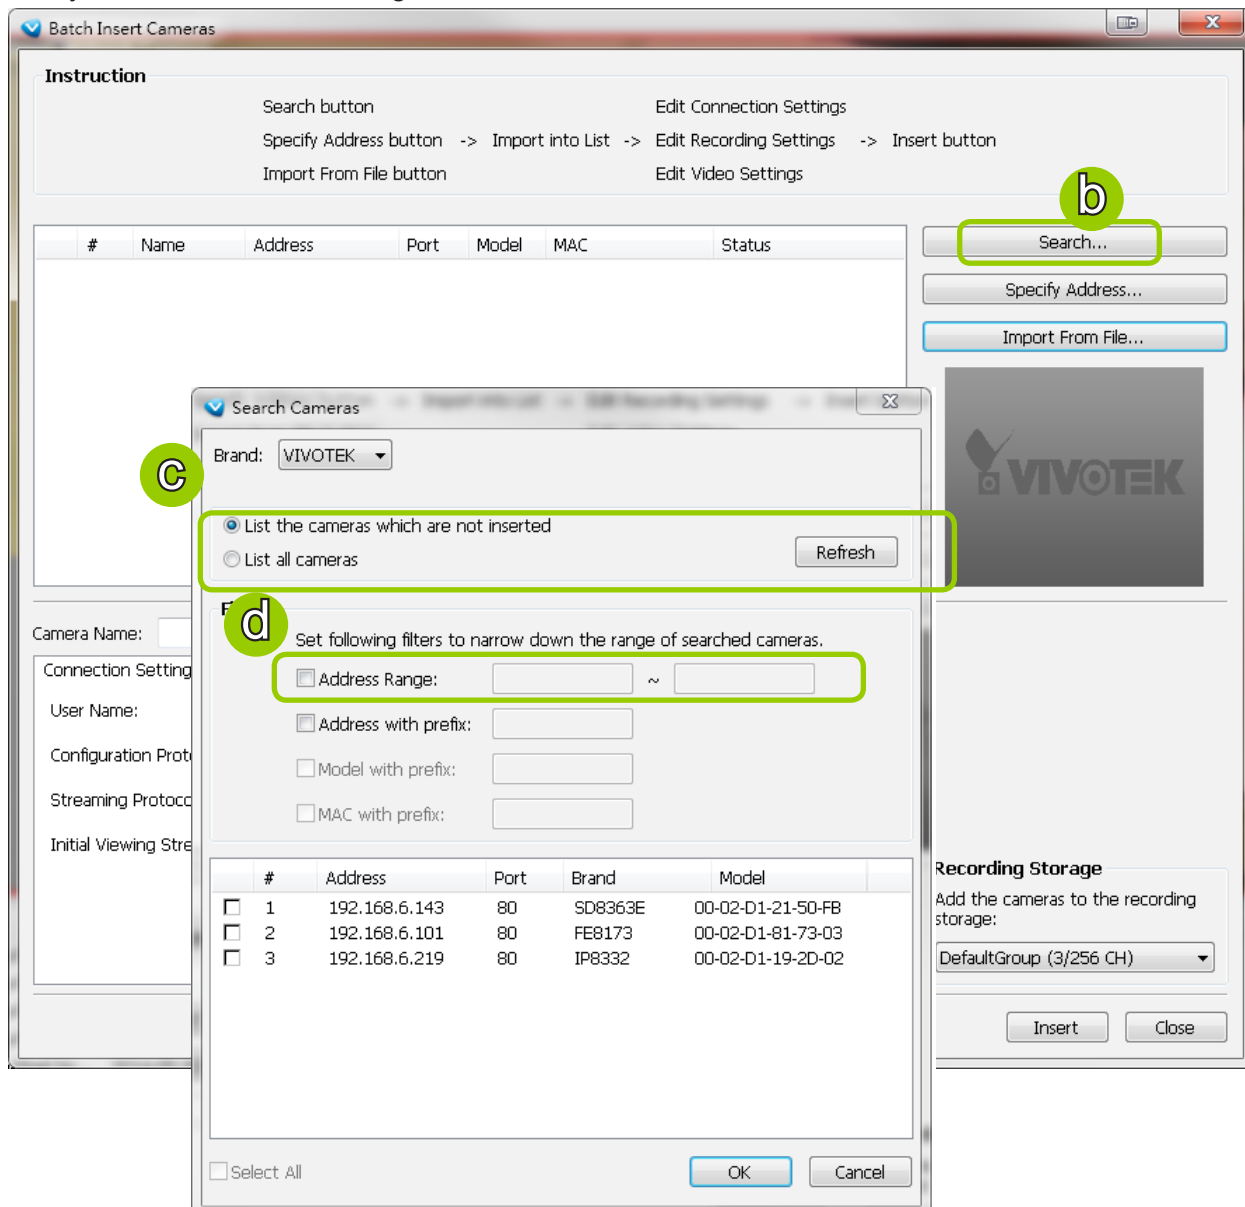 Batch Insert Cameras
Instruction
Search button
Edit Connection Settings
Specify Address button -> Import into List -> Edit Recording Settings -> Insert button
Import From File button
Edit Video Settings
b
# Name Address Port Model MAC Status
Search...
Specify Address...
Import From File...
VIVOTEK
Search Cameras
c
Brand: VIVOTEK
List the cameras which are not inserted
List all cameras
Refresh
d
Set following filters to narrow down the range of searched cameras.
Address Range: ~
Address with prefix:
Model with prefix:
MAC with prefix:
Camera Name:
Connection Setting
User Name:
Configuration Prot
Streaming Protoco
Initial Viewing Stre
# Address Port Brand Model
1 192.168.6.143 80 SD8363E 00-02-D1-21-50-FB
2 192.168.6.101 80 FE8173 00-02-D1-81-73-03
3 192.168.6.219 80 IP8332 00-02-D1-19-2D-02
Select All
OK
Cancel
Recording Storage
Add the cameras to the recording
storage:
DefaultGroup (3/256 CH)
Insert
Close